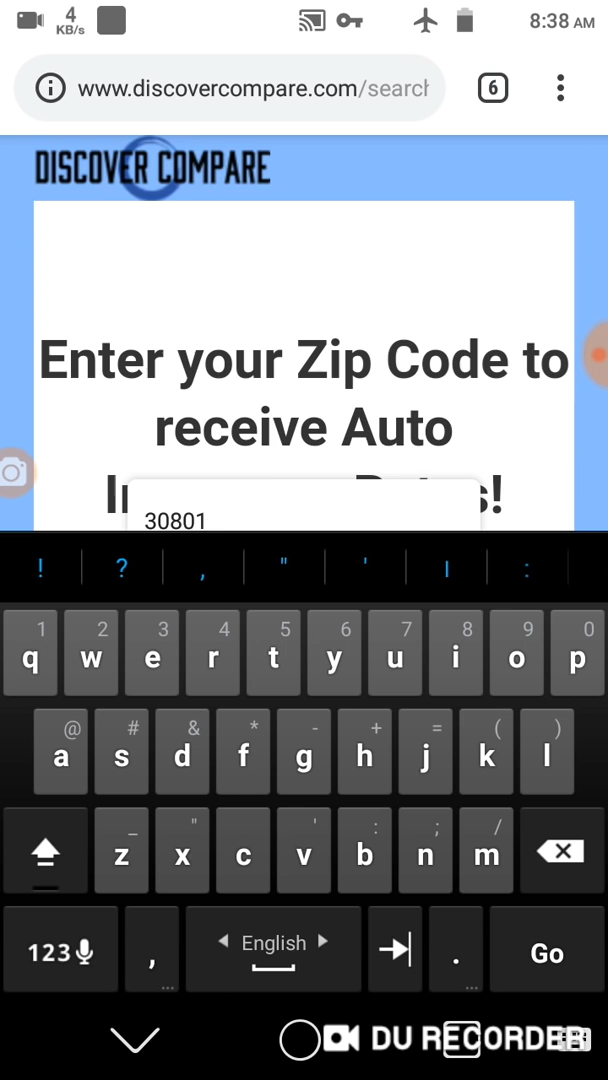 4
KB/s
8:38 AM
www.discovercompare.com/search
6
DISCOVER COMPARE
Enter your Zip Code to
receive Auto
s!
30801
! ? , " ' | :
1 2 3 4 5 6 7 8 9 0
q w e r t y u i o p
@ # & * - + = ( )
a s d f g h j k l
_ " ' : ; /
z x c v b n m
123 , English . Go
... ...
DU RECORDER